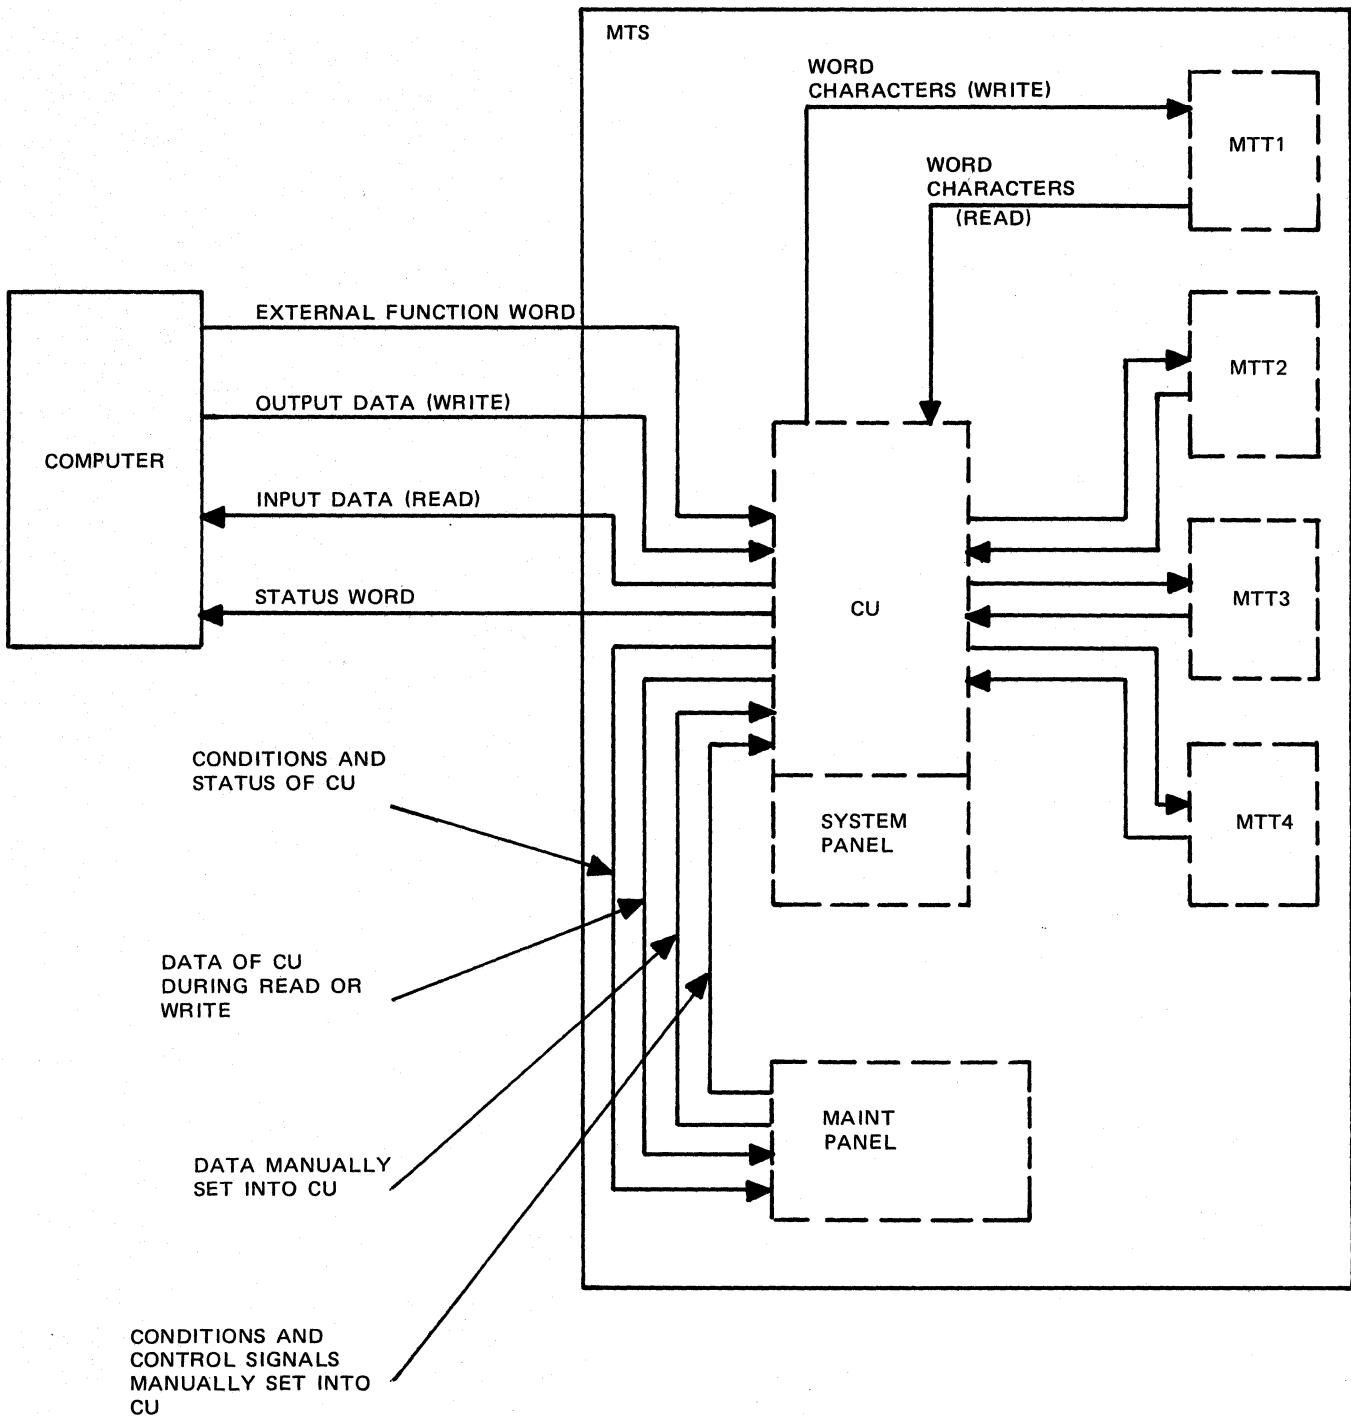 MTS
WORD
CHARACTERS (WRITE)
MTT1
WORD
CHARACTERS
(READ)
EXTERNAL FUNCTION WORD
MTT2
OUTPUT DATA (WRITE)
COMPUTER
INPUT DATA (READ)
STATUS WORD
CU
MTT3
CONDITIONS AND
STATUS OF CU
SYSTEM
PANEL
MTT4
DATA OF CU
DURING READ OR
WRITE
MAINT
PANEL
DATA MANUALLY
SET INTO CU
CONDITIONS AND
CONTROL SIGNALS
MANUALLY SET INTO
CU